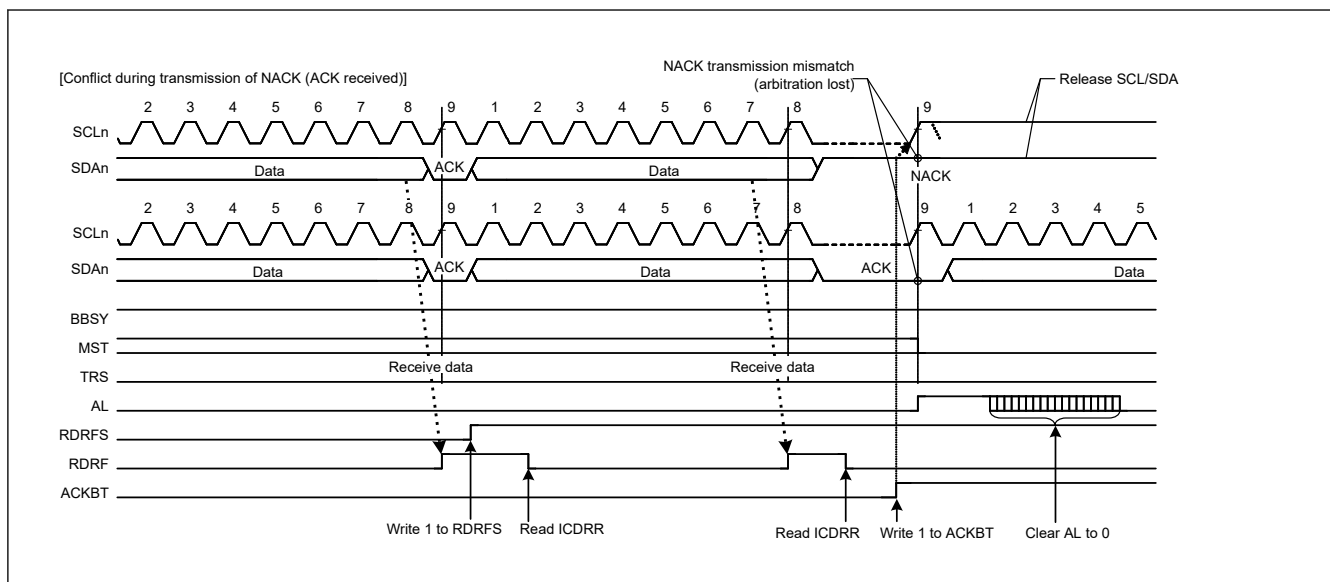 [Conflict during transmission of NACK (ACK received)]
NACK transmission mismatch
(arbitration lost)
Release SCL/SDA
2 3 4 5 6 7 8 9 1 2 3 4 5 6 7 8 9
SCLn
SDAn
Data ACK Data NACK
2 3 4 5 6 7 8 9 1 2 3 4 5 6 7 8 9 1 2 3 4 5
SCLn
SDAn
Data ACK Data ACK Data
BBSY
MST
Receive data Receive data
TRS
AL
RDRFS
RDRF
ACKBT
Write 1 to RDRFS Read ICDRR Read ICDRR Write 1 to ACKBT Clear AL to 0